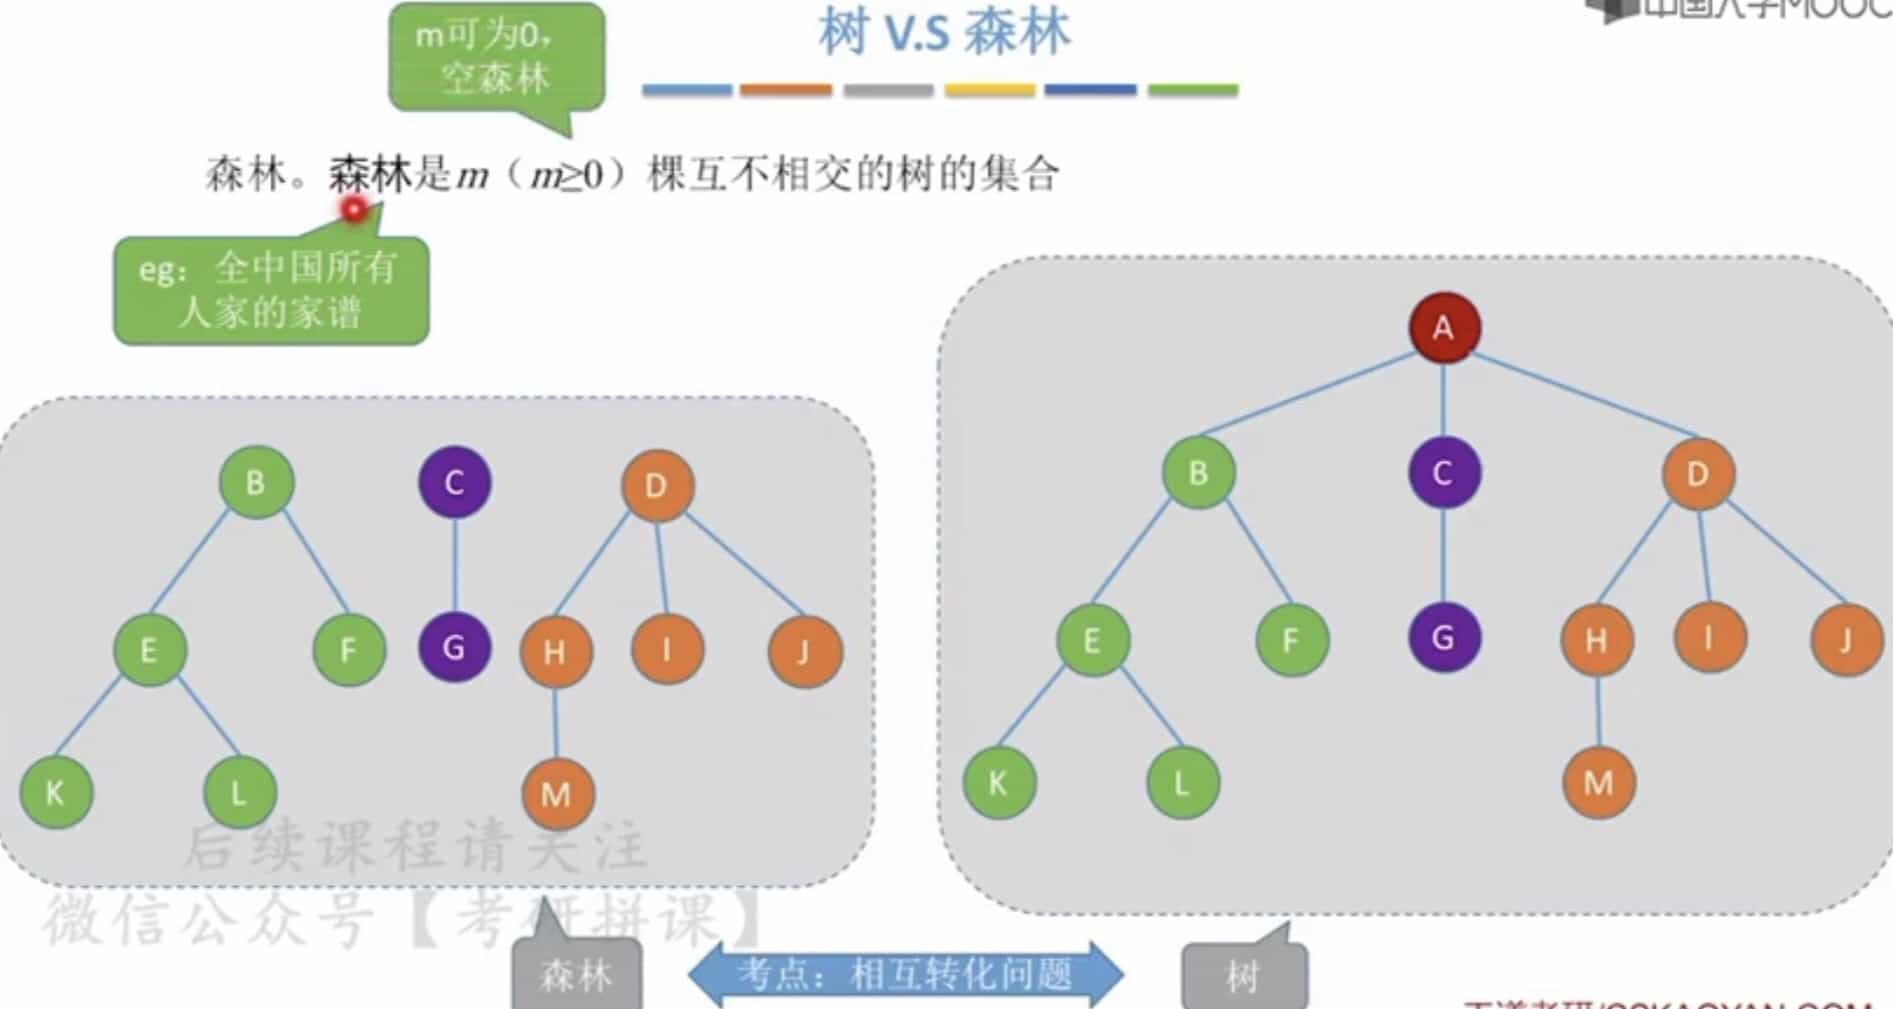 m可为0，
空森林
树 V.S 森林
中国大学MOOC
森林。森林是m（m≥0）棵互不相交的树的集合
eg：全中国所有
人家的家谱
A
B C D
E F G H I J
K L M
B C D
E F G H I J
K L M
后续课程请关注
微信公众号【考研拼课】
森林
考点：相互转化问题
树
王道考研/CSKAOYAN.COM